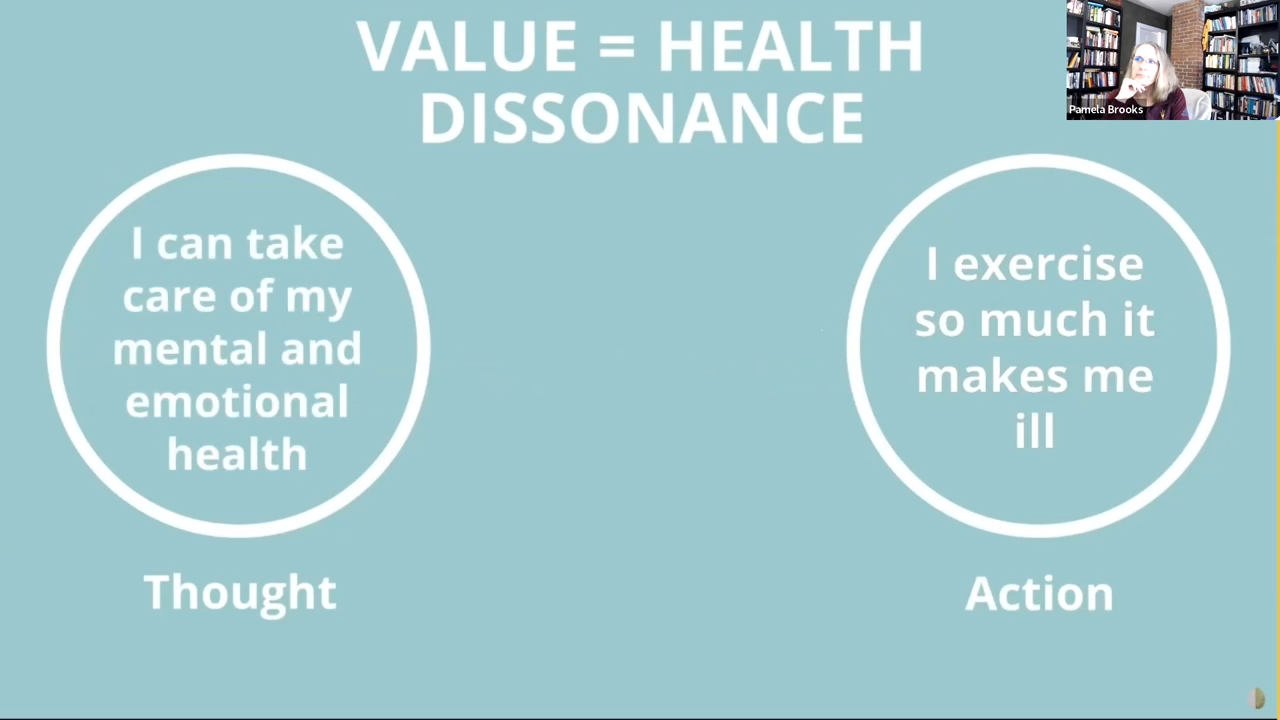 VALUE = HEALTH
DISSONANCE
Pamela Brooks
I can take
care of my
mental and
emotional
health
I exercise
so much it
makes me
ill
Thought
Action